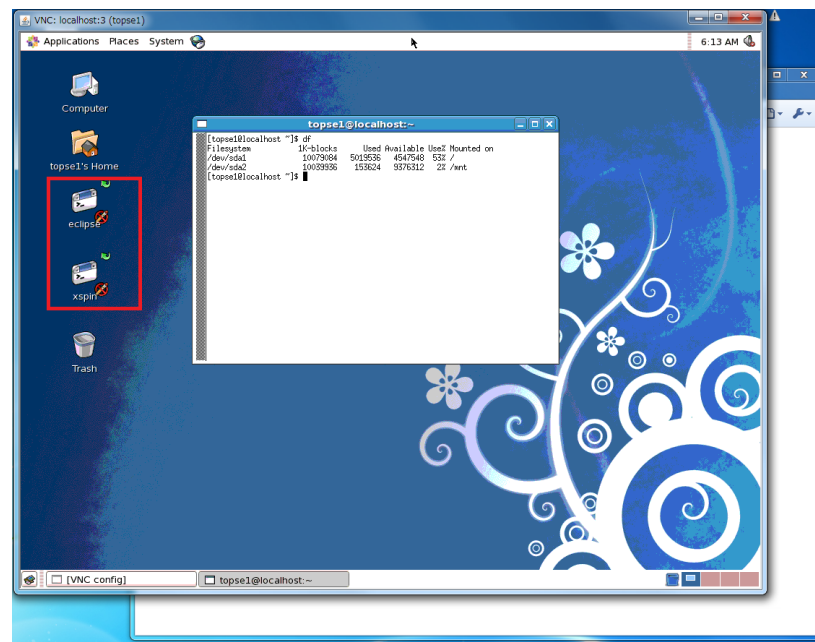 VNC: localhost:3 (topse1)
Applications Places System 6:13 AM
Computer
topse1's Home
eclipse
xspin
Trash
topse1@localhost:~
[topse1@localhost ~]$ df
Filesystem 1K-blocks Used Available Use% Mounted on
/dev/sda1 10079084 5019536 4547548 53% /
/dev/sda2 10039936 153624 9376312 2% /mnt
[topse1@localhost ~]$
[VNC config] topse1@localhost:~